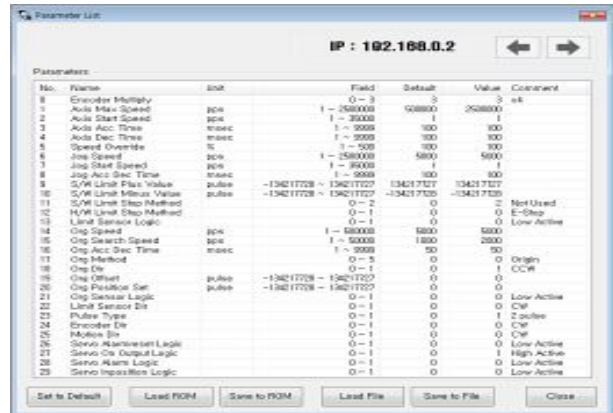 Parameter List
IP : 192.168.0.2
Parameters
No. Name Unit Field Default Value Comment
0 Encoder Multiply 0 ~ 3 3 3 x4
1 Axis Max Speed pps 1 ~ 2500000 500000 2500000
2 Axis Start Speed pps 1 ~ 35000 1 1
3 Axis Acc Time msec 1 ~ 9999 100 100
4 Axis Dec Time msec 1 ~ 9999 100 100
5 Speed Override % 1 ~ 500 100 100
6 Jog Speed pps 1 ~ 2500000 5000 5000
7 Jog Start Speed pps 1 ~ 35000 1 1
8 Jog Acc Dec Time msec 1 ~ 9999 100 100
9 S/W Limit Plus Value pulse -134217728 ~ 134217727 134217727 134217727
10 S/W Limit Minus Value pulse -134217728 ~ 134217727 -134217728 -134217728
11 S/W Limit Stop Method 0 ~ 2 0 2 Not Used
12 H/W Limit Stop Method 0 ~ 1 0 0 E-Stop
13 Limit Sensor Logic 0 ~ 1 0 0 Low Active
14 Org Speed pps 1 ~ 500000 5000 5000
15 Org Search Speed pps 1 ~ 50000 1000 2000
16 Org Acc Dec Time msec 1 ~ 9999 50 50
17 Org Method 0 ~ 5 0 0 Origin
18 Org Dir 0 ~ 1 0 1 CCW
19 Org Offset pulse -134217728 ~ 134217727 0 0
20 Org Position Set pulse -134217728 ~ 134217727 0 0
21 Org Sensor Logic 0 ~ 1 0 0 Low Active
22 Limit Sensor Dir 0 ~ 1 0 0 CW
23 Pulse Type 0 ~ 1 1 1 2 pulse
24 Encoder Dir 0 ~ 1 0 0 CW
25 Motion Dir 0 ~ 1 0 0 CW
26 Servo Alarmreset Logic 0 ~ 1 0 0 Low Active
27 Servo On Output Logic 0 ~ 1 0 1 High Active
28 Servo Alarm Logic 0 ~ 1 0 0 Low Active
29 Servo Inposition Logic 0 ~ 1 0 0 Low Active
Set to Default Load ROM Save to ROM Load File Save to File Close